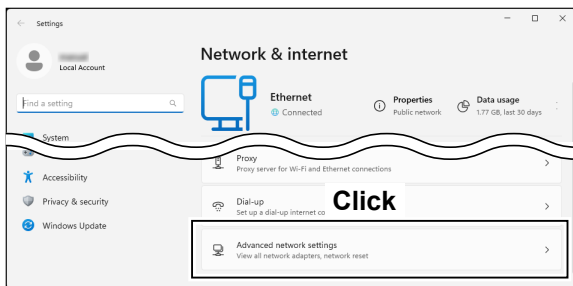 Settings
Local Account
Find a setting
System
Accessibility
Privacy & security
Windows Update
Network & internet
Ethernet
Connected
Properties
Public network
Data usage
1.77 GB, last 30 days
Proxy
Proxy server for Wi-Fi and Ethernet connections
Dial-up
Set up a dial-up internet
Click
Advanced network settings
View all network adapters, network reset